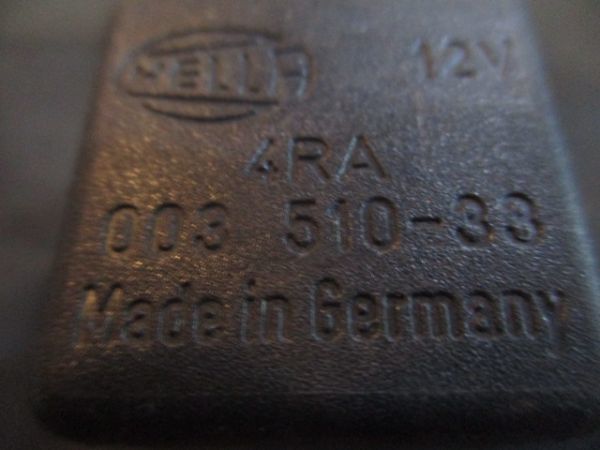 HELLA 12V
4RA
003 510-33
Made in Germany